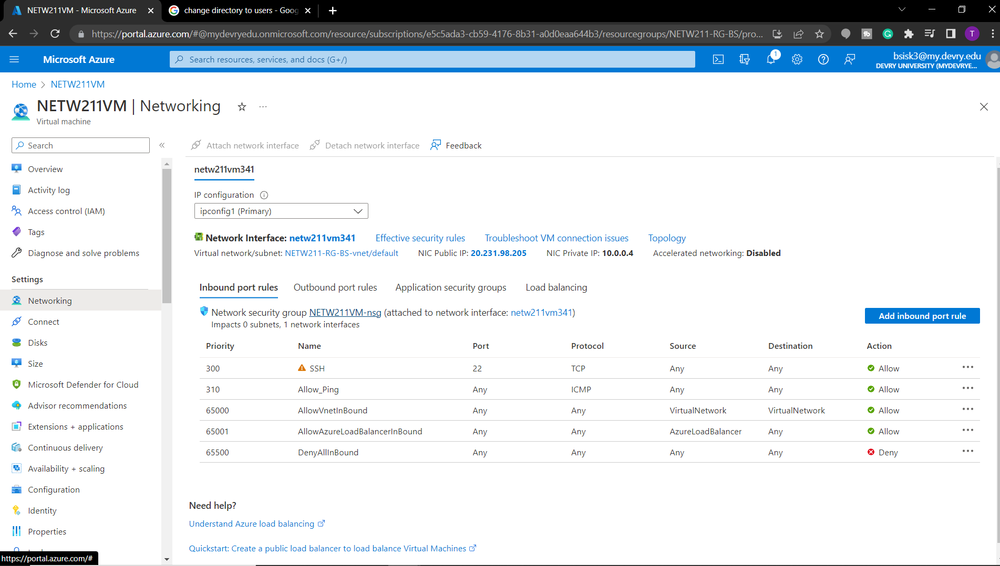 NETW211VM - Microsoft Azure
change directory to users - Goog
https://portal.azure.com/#@mydevryedu.onmicrosoft.com/resource/subscriptions/e5c5ada3-cb59-4176-8b31-a0d0eaa644b3/resourcegroups/NETW211-RG-BS/pro...
T
Microsoft Azure
Search resources, services, and docs (G+/)
1
bsisk3@my.devry.edu
DEVRY UNIVERSITY (MYDEVRYE...
Home > NETW211VM
NETW211VM | Networking
...
Virtual machine
Search
«
Attach network interface
Detach network interface
Feedback
Overview
Activity log
Access control (IAM)
Tags
Diagnose and solve problems
Settings
Networking
Connect
Disks
Size
Microsoft Defender for Cloud
Advisor recommendations
Extensions + applications
Continuous delivery
Availability + scaling
Configuration
Identity
Properties
https://portal.azure.com/#
netw211vm341
IP configuration
ipconfig1 (Primary)
Network Interface: netw211vm341 Effective security rules Troubleshoot VM connection issues Topology
Virtual network/subnet: NETW211-RG-BS-vnet/default NIC Public IP: 20.231.98.205 NIC Private IP: 10.0.0.4 Accelerated networking: Disabled
Inbound port rules Outbound port rules Application security groups Load balancing
Network security group NETW211VM-nsg (attached to network interface: netw211vm341)
Impacts 0 subnets, 1 network interfaces
Add inbound port rule
Priority Name Port Protocol Source Destination Action
300 SSH 22 TCP Any Any Allow ...
310 Allow_Ping Any ICMP Any Any Allow ...
65000 AllowVnetInBound Any Any VirtualNetwork VirtualNetwork Allow ...
65001 AllowAzureLoadBalancerInBound Any Any AzureLoadBalancer Any Allow ...
65500 DenyAllInBound Any Any Any Any Deny ...
Need help?
Understand Azure load balancing
Quickstart: Create a public load balancer to load balance Virtual Machines